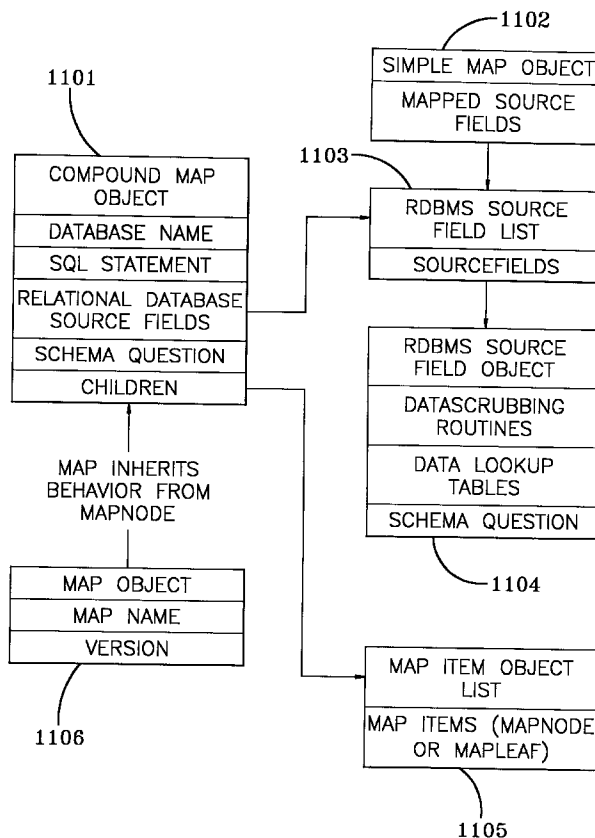 1102
SIMPLE MAP OBJECT
MAPPED SOURCE
FIELDS
1101
COMPOUND MAP
OBJECT
DATABASE NAME
SQL STATEMENT
RELATIONAL DATABASE
SOURCE FIELDS
SCHEMA QUESTION
CHILDREN
1103
RDBMS SOURCE
FIELD LIST
SOURCEFIELDS
RDBMS SOURCE
FIELD OBJECT
DATASCRUBBING
ROUTINES
DATA LOOKUP
TABLES
SCHEMA QUESTION
1104
MAP INHERITS
BEHAVIOR FROM
MAPNODE
MAP OBJECT
MAP NAME
VERSION
1106
MAP ITEM OBJECT
LIST
MAP ITEMS (MAPNODE
OR MAPLEAF)
1105